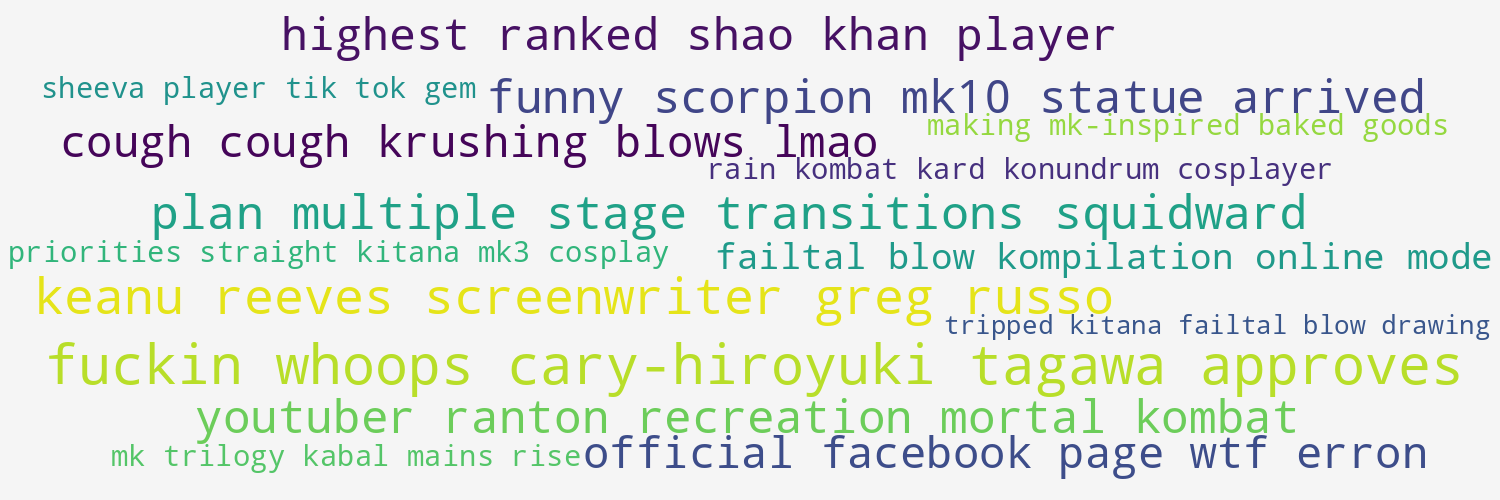 highest ranked shao khan player
sheeva player tik tok gem
funny scorpion mk10 statue arrived
making mk-inspired baked goods
cough cough krushing blows lmao
rain kombat kard konundrum cosplayer
plan multiple stage transitions squidward
priorities straight kitana mk3 cosplay
failtal blow kompilation online mode
keanu reeves screenwriter greg russo
tripped kitana failtal blow drawing
fuckin whoops cary-hiroyuki tagawa approves
youtuber ranton recreation mortal kombat
mk trilogy kabal mains rise
official facebook page wtf erron